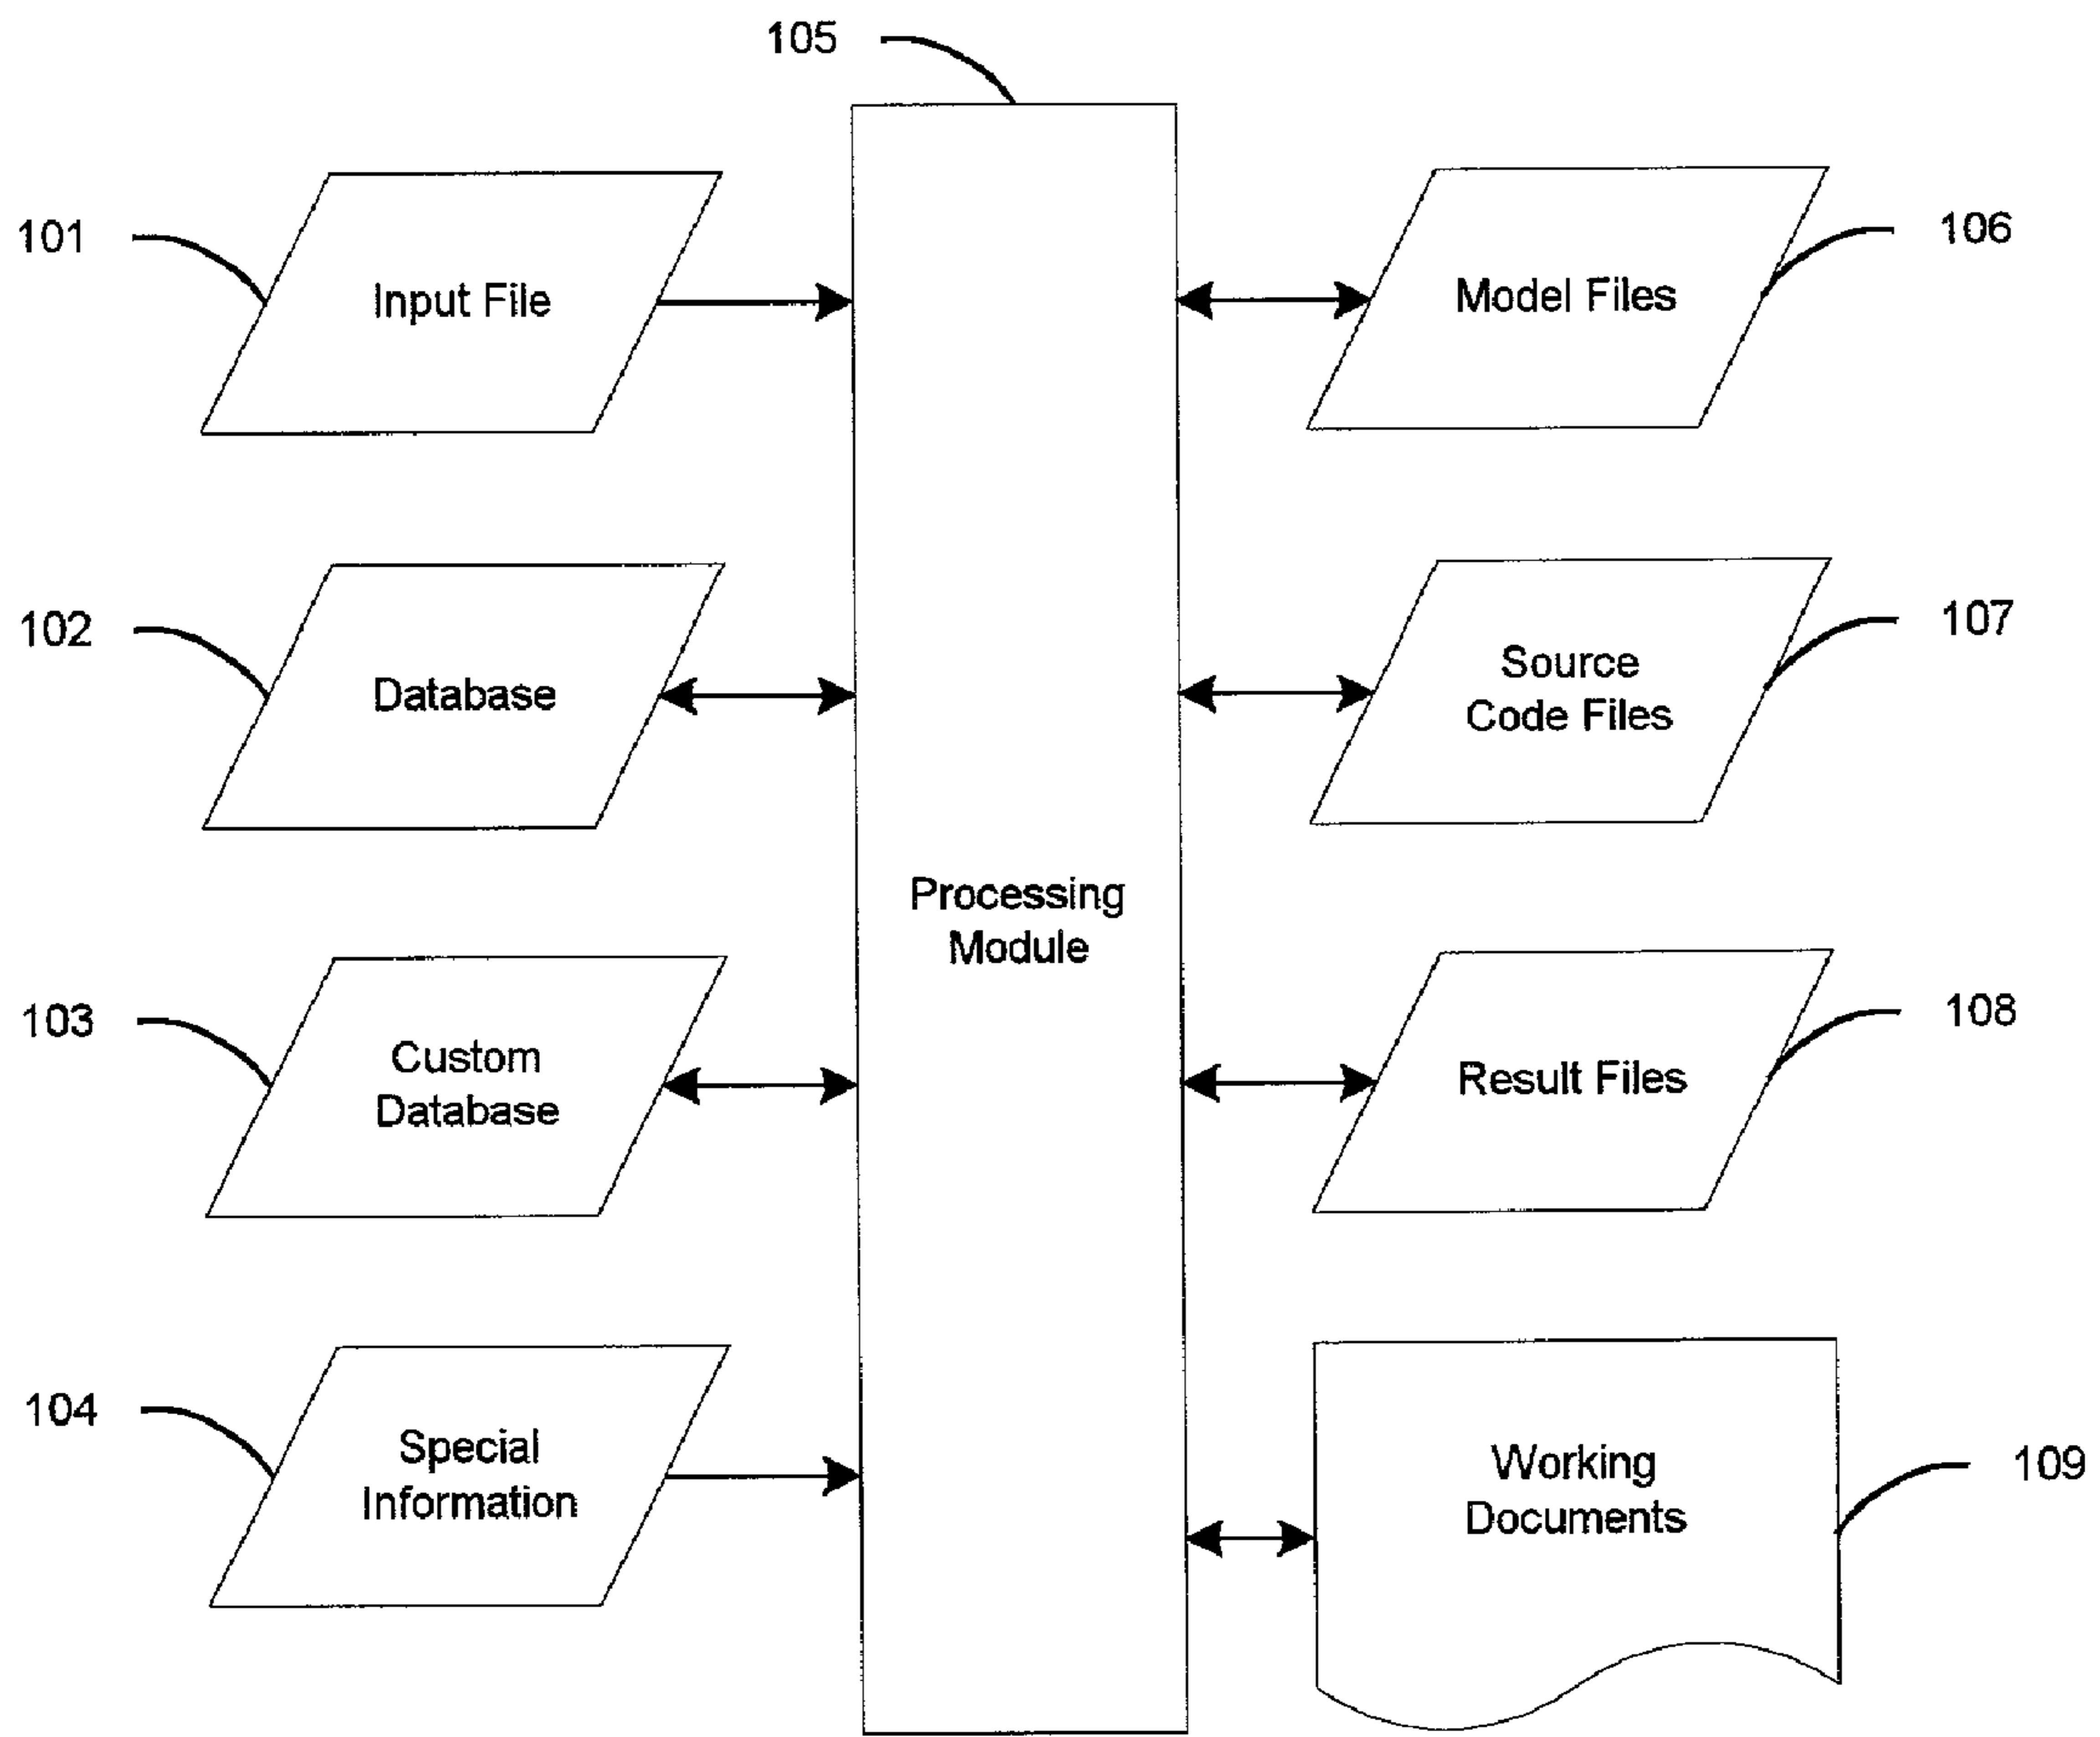 105
101
Input File
Model Files
106
102
Database
Source
Code Files
107
Processing
Module
103
Custom
Database
Result Files
108
104
Special
Information
Working
Documents
109